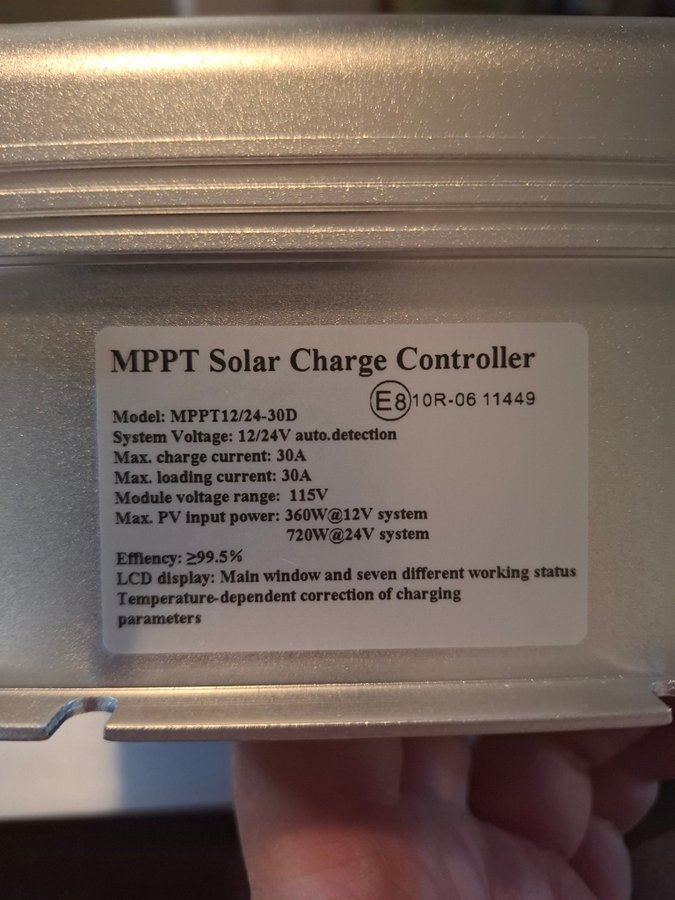 MPPT Solar Charge Controller
E8 10R-06 11449
Model: MPPT12/24-30D
System Voltage: 12/24V auto.detection
Max. charge current: 30A
Max. loading current: 30A
Module voltage range: 115V
Max. PV input power: 360W@12V system
720W@24V system
Effiency: ≥99.5%
LCD display: Main window and seven different working status
Temperature-dependent correction of charging
parameters